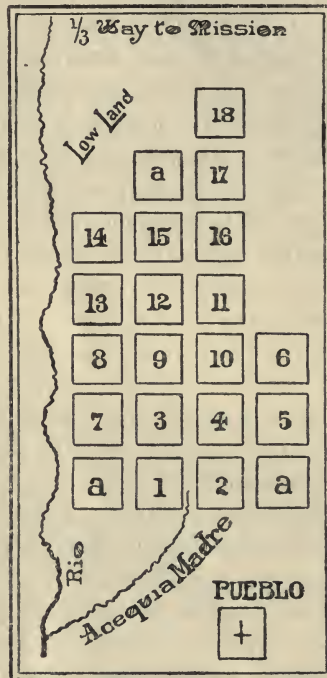 1/3 Way to Mission
Low Land
18
a 17
14 15 16
13 12 11
8 9 10 6
7 3 4 5
a 1 2 a
Rio
Acequia Madre
PUEBLO
+